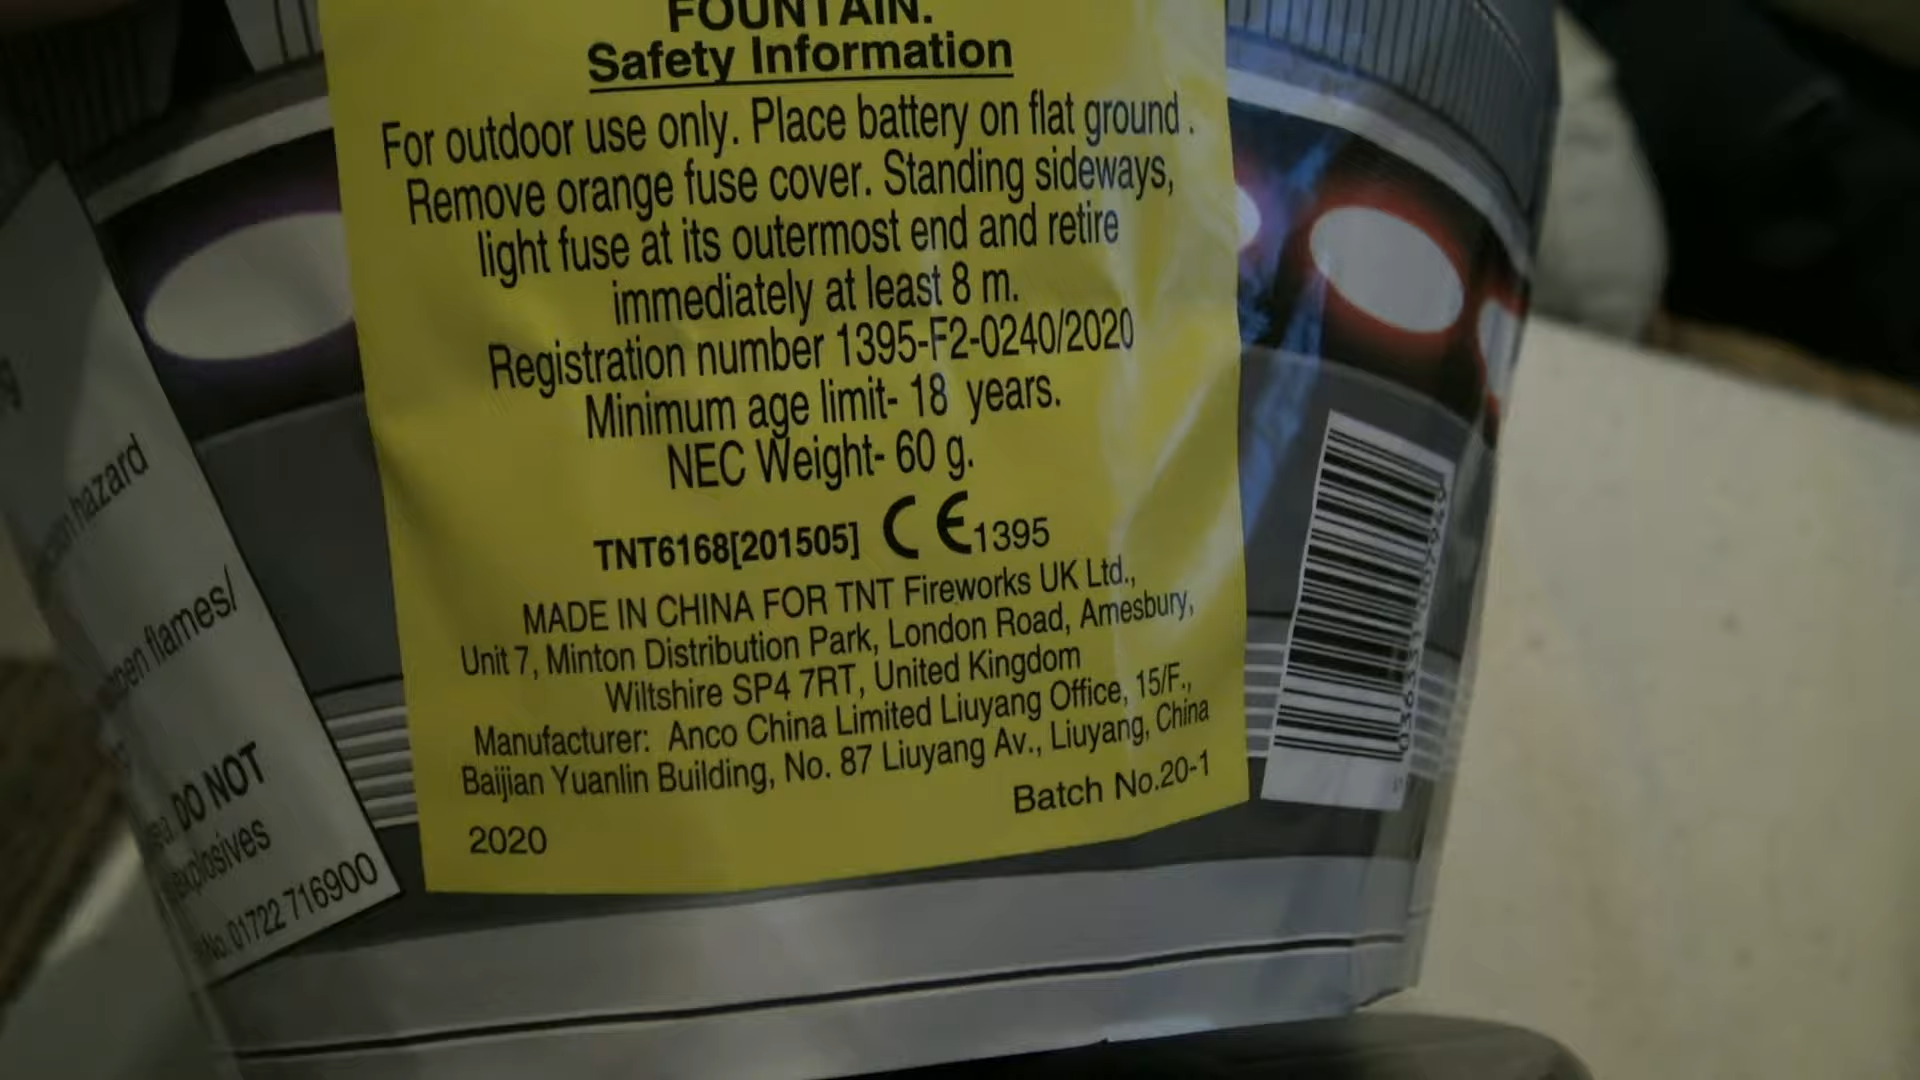 FOUNTAIN.
Safety Information
For outdoor use only. Place battery on flat ground.
Remove orange fuse cover. Standing sideways,
light fuse at its outermost end and retire
immediately at least 8 m.
Registration number 1395-F2-0240/2020
Minimum age limit- 18 years.
NEC Weight- 60 g.
TNT6168[201505] CE 1395
MADE IN CHINA FOR TNT Fireworks UK Ltd.,
Unit 7, Minton Distribution Park, London Road, Amesbury,
Wiltshire SP4 7RT, United Kingdom
Manufacturer: Anco China Limited Liuyang Office, 15/F.,
Baijian Yuanlin Building, No. 87 Liuyang Av., Liuyang, China
Batch No.20-1
2020
hazard
flames/
DO NOT
explosives
No. 01722 716900